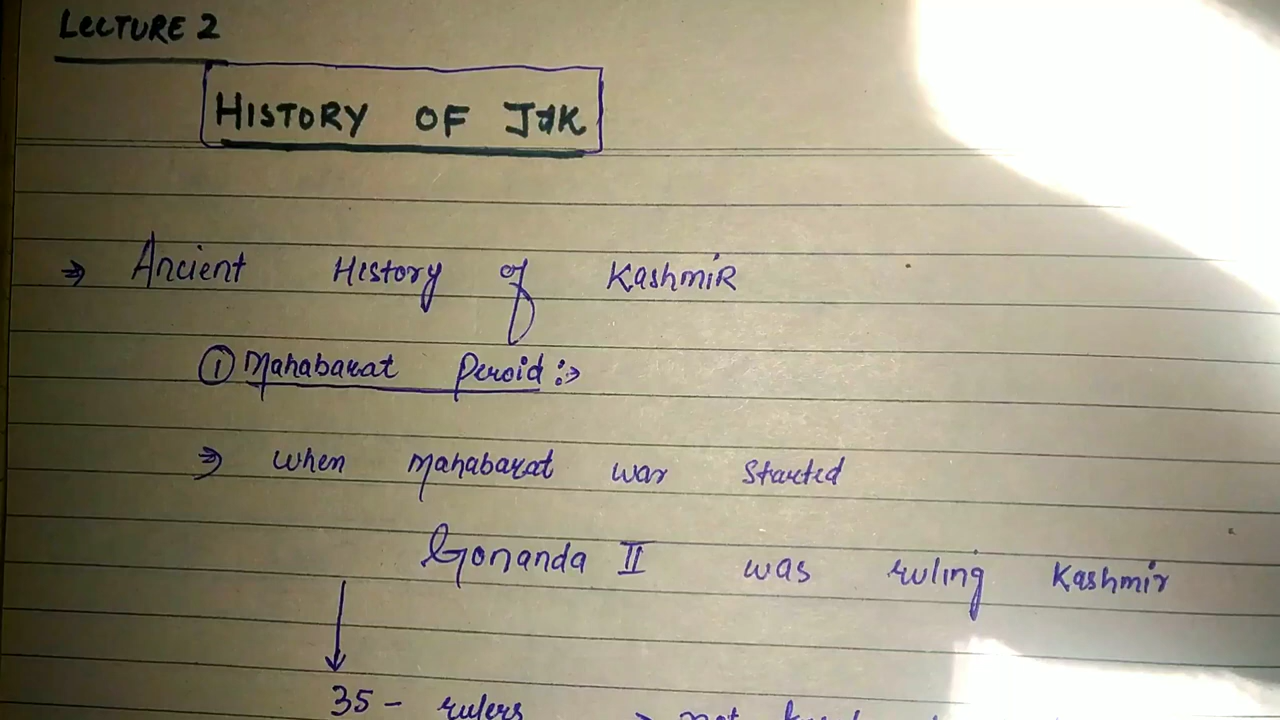 LECTURE 2
HISTORY OF J&K
⇒ Ancient History of Kashmir
① Mahabarat Peroid :⇒
⇒ when mahabarat war started
Gonanda II was ruling Kashmir
35 - rulers → not